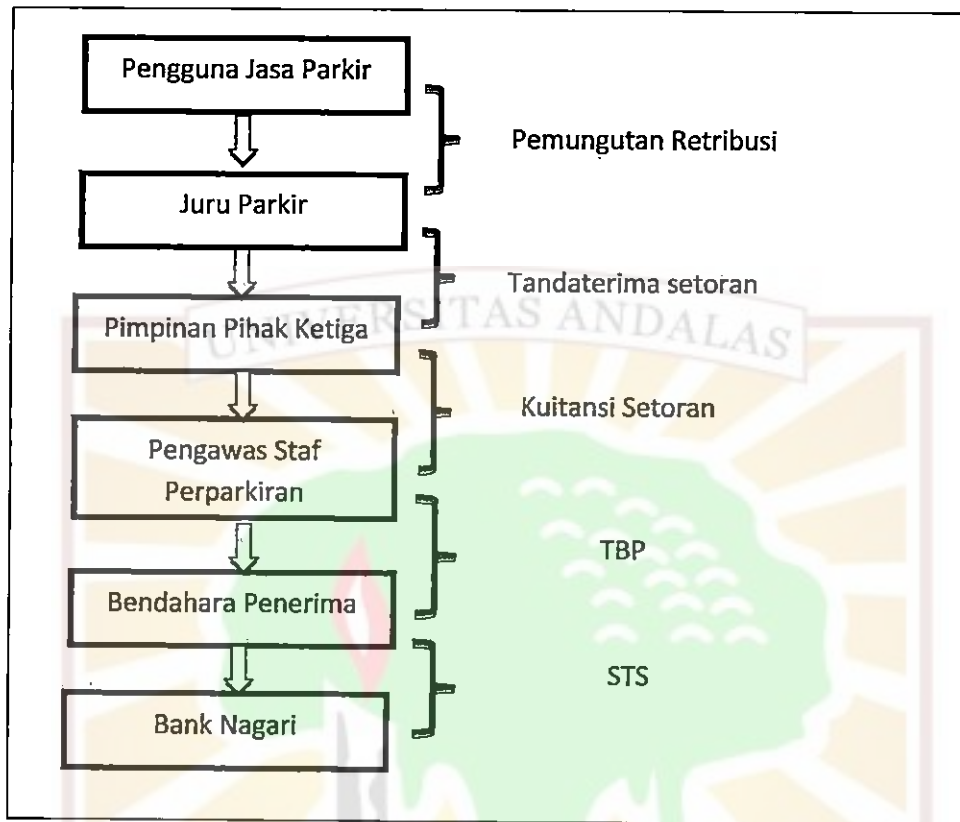 Pengguna Jasa Parkir
Pemungutan Retribusi
Juru Parkir
Tandaterima setoran
UNIVERSITAS ANDALAS
Pimpinan Pihak Ketiga
Kuitansi Setoran
Pengawas Staf
Perparkiran
TBP
Bendahara Penerima
STS
Bank Nagari